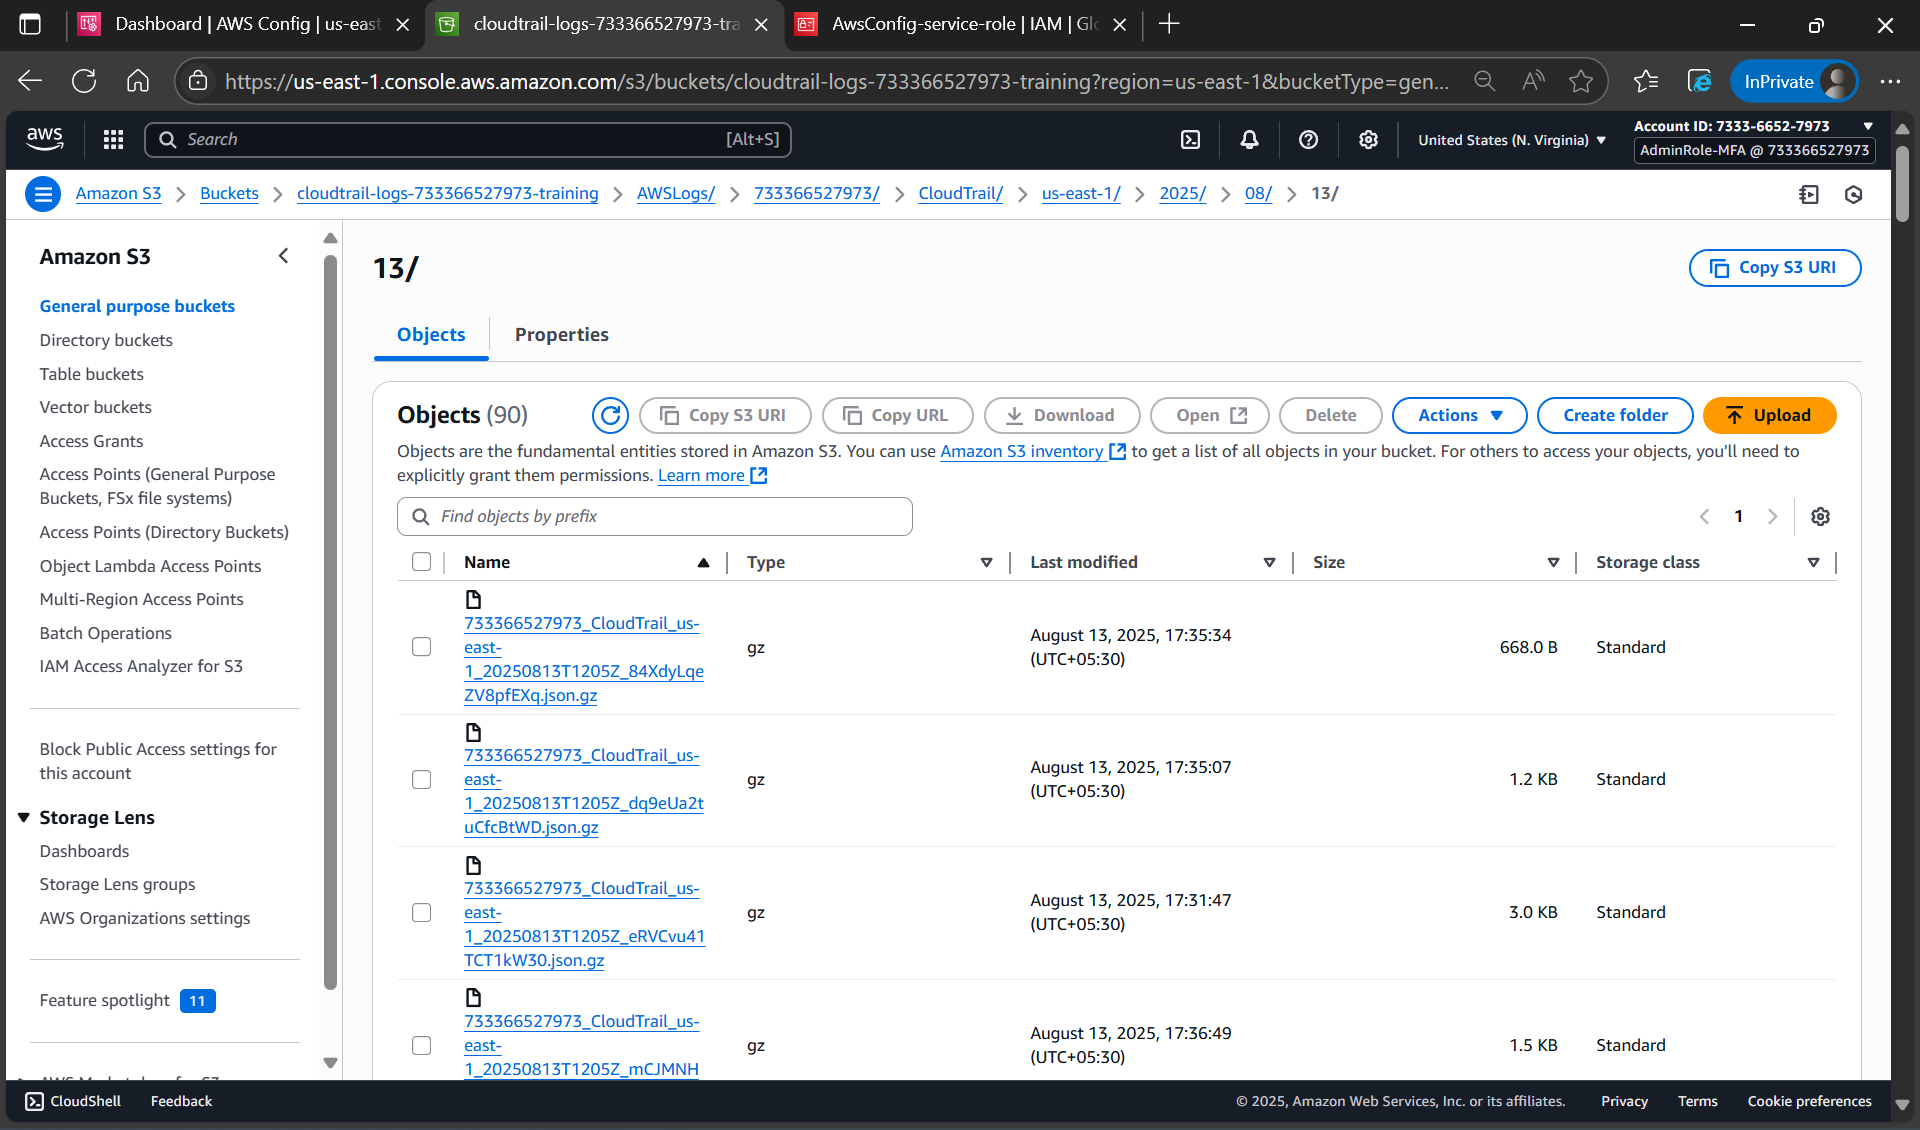 Dashboard | AWS Config | us-east
cloudtrail-logs-733366527973-tra
AwsConfig-service-role | IAM | Glo
https://us-east-1.console.aws.amazon.com/s3/buckets/cloudtrail-logs-733366527973-training?region=us-east-1&bucketType=gen...
InPrivate
aws
Search
[Alt+S]
United States (N. Virginia)
Account ID: 7333-6652-7973
AdminRole-MFA @ 733366527973
Amazon S3
Buckets
cloudtrail-logs-733366527973-training
AWSLogs/
733366527973/
CloudTrail/
us-east-1/
2025/
08/
13/
Amazon S3
General purpose buckets
Directory buckets
Table buckets
Vector buckets
Access Grants
Access Points (General Purpose
Buckets, FSx file systems)
Access Points (Directory Buckets)
Object Lambda Access Points
Multi-Region Access Points
Batch Operations
IAM Access Analyzer for S3
Block Public Access settings for
this account
Storage Lens
Dashboards
Storage Lens groups
AWS Organizations settings
Feature spotlight 11
13/
Copy S3 URI
Objects
Properties
Objects (90)
Copy S3 URI
Copy URL
Download
Open
Delete
Actions
Create folder
Upload
Objects are the fundamental entities stored in Amazon S3. You can use Amazon S3 inventory to get a list of all objects in your bucket. For others to access your objects, you'll need to
explicitly grant them permissions. Learn more
Find objects by prefix
1
Name
Type
Last modified
Size
Storage class
733366527973_CloudTrail_us-
east-
1_20250813T1205Z_84XdyLqe
ZV8pfEXq.json.gz
gz
August 13, 2025, 17:35:34
(UTC+05:30)
668.0 B
Standard
733366527973_CloudTrail_us-
east-
1_20250813T1205Z_dq9eUa2t
uCfcBtWD.json.gz
gz
August 13, 2025, 17:35:07
(UTC+05:30)
1.2 KB
Standard
733366527973_CloudTrail_us-
east-
1_20250813T1205Z_eRVCvu41
TCT1kW30.json.gz
gz
August 13, 2025, 17:31:47
(UTC+05:30)
3.0 KB
Standard
733366527973_CloudTrail_us-
east-
1_20250813T1205Z_mCJMNH
gz
August 13, 2025, 17:36:49
(UTC+05:30)
1.5 KB
Standard
CloudShell
Feedback
© 2025, Amazon Web Services, Inc. or its affiliates.
Privacy
Terms
Cookie preferences